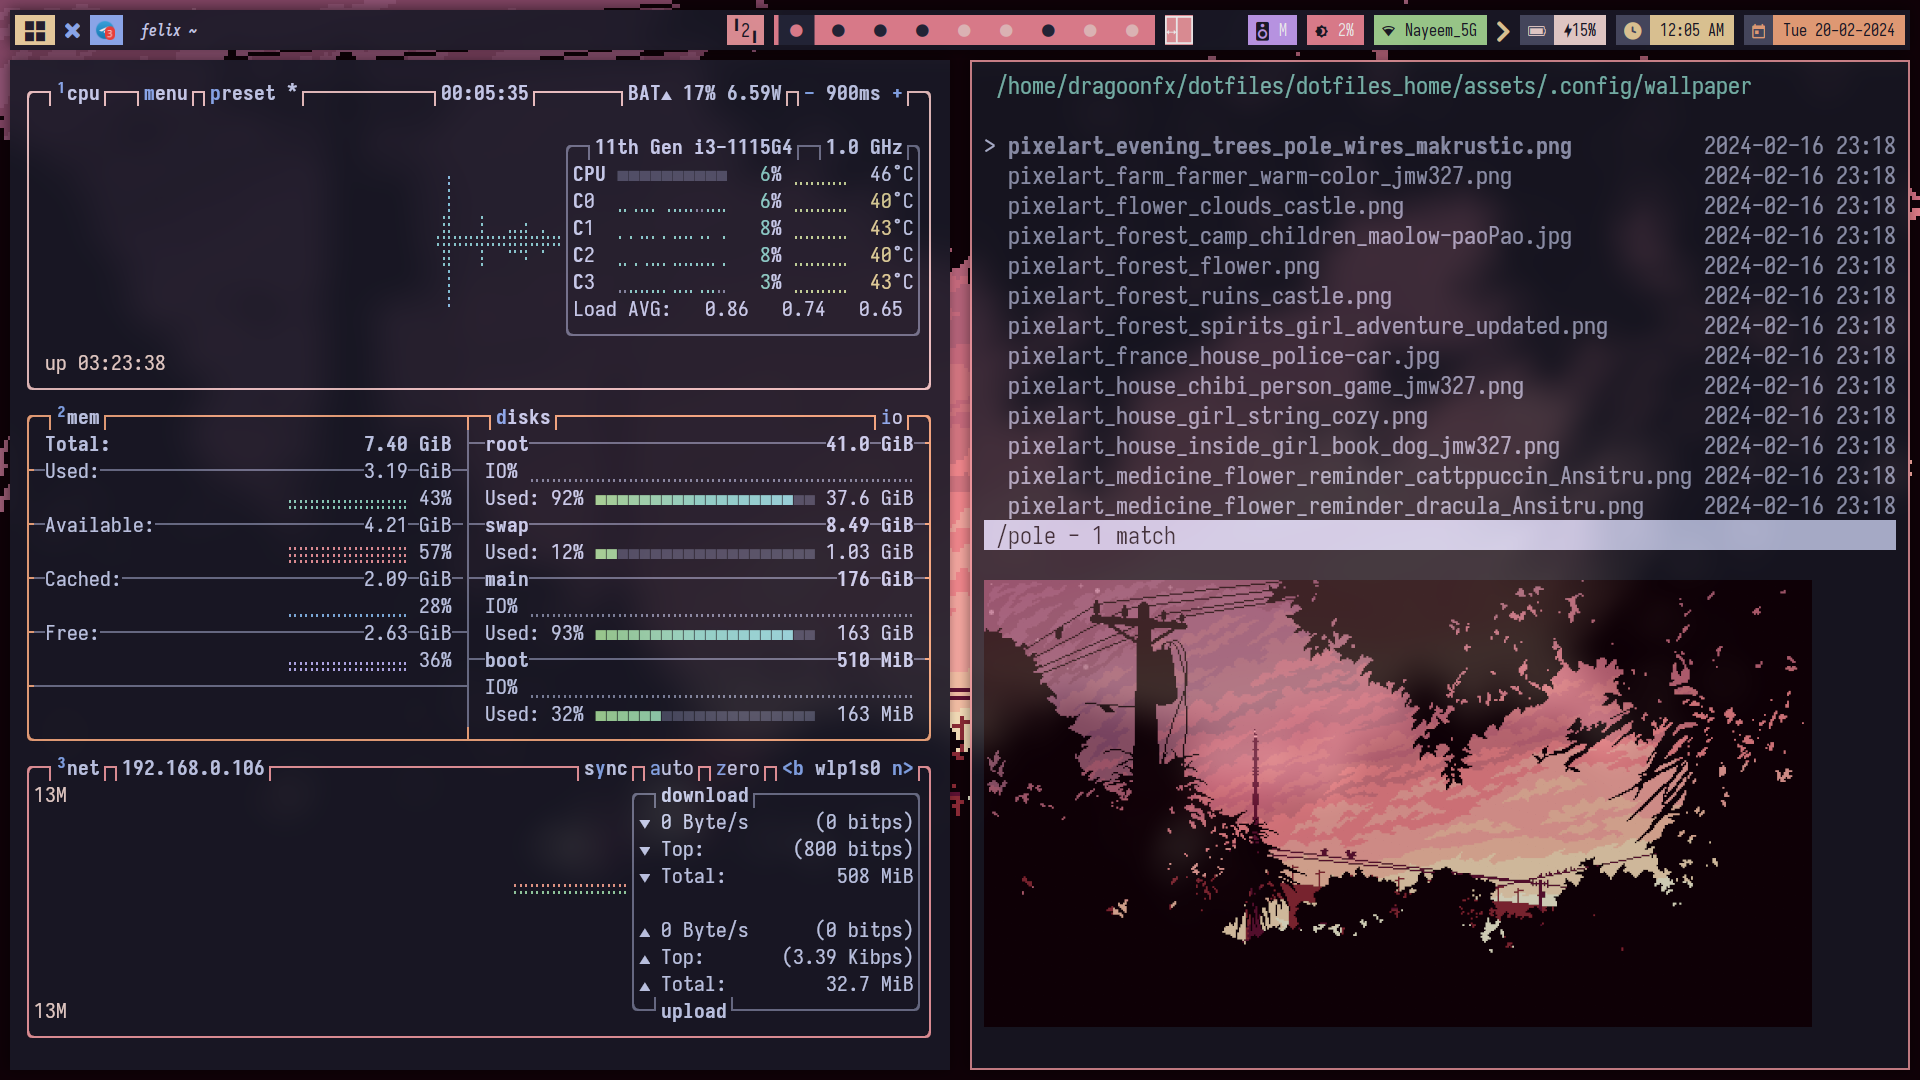 3 felix ~ 2 M 2% Nayeem_5G 15% 12:05 AM Tue 20-02-2024
1cpu menu preset * 00:05:35 BAT▲ 17% 6.59W - 900ms +
11th Gen i3-1115G4 1.0 GHz
CPU 6% 46°C
C0 6% 40°C
C1 8% 43°C
C2 8% 40°C
C3 3% 43°C
Load AVG: 0.86 0.74 0.65
up 03:23:38
2mem
Total: 7.40 GiB
Used: 3.19 GiB
43%
Available: 4.21 GiB
57%
Cached: 2.09 GiB
28%
Free: 2.63 GiB
36%
disks io
root 41.0 GiB
IO%
Used: 92% 37.6 GiB
swap 8.49 GiB
Used: 12% 1.03 GiB
main 176 GiB
IO%
Used: 93% 163 GiB
boot 510 MiB
IO%
Used: 32% 163 MiB
3net 192.168.0.106 sync auto zero <b wlp1s0 n>
13M
download
▼ 0 Byte/s (0 bitps)
▼ Top: (800 bitps)
▼ Total: 508 MiB
▲ 0 Byte/s (0 bitps)
▲ Top: (3.39 Kibps)
▲ Total: 32.7 MiB
upload
13M
/home/dragoonfx/dotfiles/dotfiles_home/assets/.config/wallpaper
> pixelart_evening_trees_pole_wires_makrustic.png 2024-02-16 23:18
pixelart_farm_farmer_warm-color_jmw327.png 2024-02-16 23:18
pixelart_flower_clouds_castle.png 2024-02-16 23:18
pixelart_forest_camp_children_maolow-paoPao.jpg 2024-02-16 23:18
pixelart_forest_flower.png 2024-02-16 23:18
pixelart_forest_ruins_castle.png 2024-02-16 23:18
pixelart_forest_spirits_girl_adventure_updated.png 2024-02-16 23:18
pixelart_france_house_police-car.jpg 2024-02-16 23:18
pixelart_house_chibi_person_game_jmw327.png 2024-02-16 23:18
pixelart_house_girl_string_cozy.png 2024-02-16 23:18
pixelart_house_inside_girl_book_dog_jmw327.png 2024-02-16 23:18
pixelart_medicine_flower_reminder_cattppuccin_Ansitru.png 2024-02-16 23:18
pixelart_medicine_flower_reminder_dracula_Ansitru.png 2024-02-16 23:18
/pole - 1 match